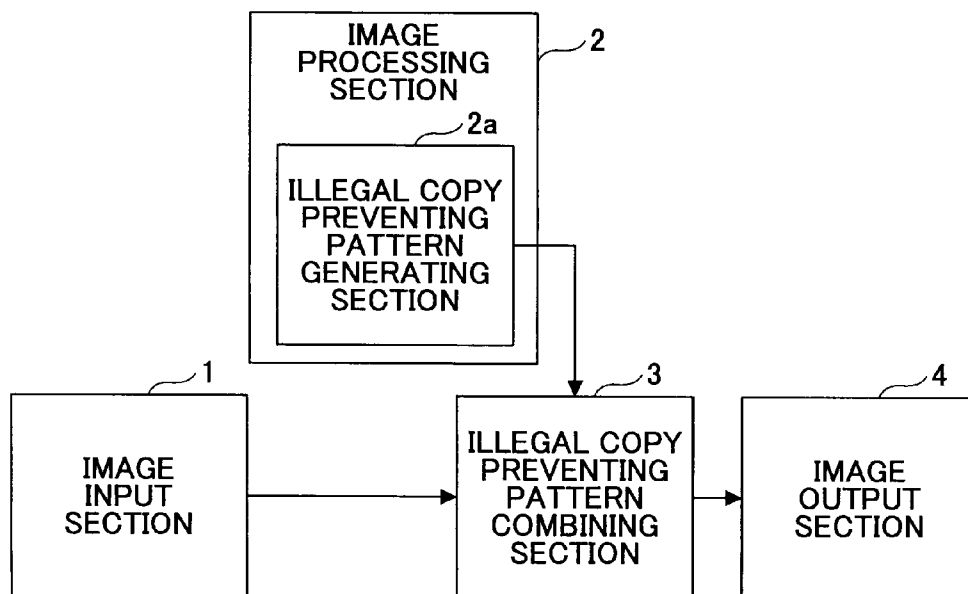 IMAGE
PROCESSING
SECTION
2
2a
ILLEGAL COPY
PREVENTING
PATTERN
GENERATING
SECTION
1
IMAGE
INPUT
SECTION
3
ILLEGAL COPY
PREVENTING
PATTERN
COMBINING
SECTION
4
IMAGE
OUTPUT
SECTION